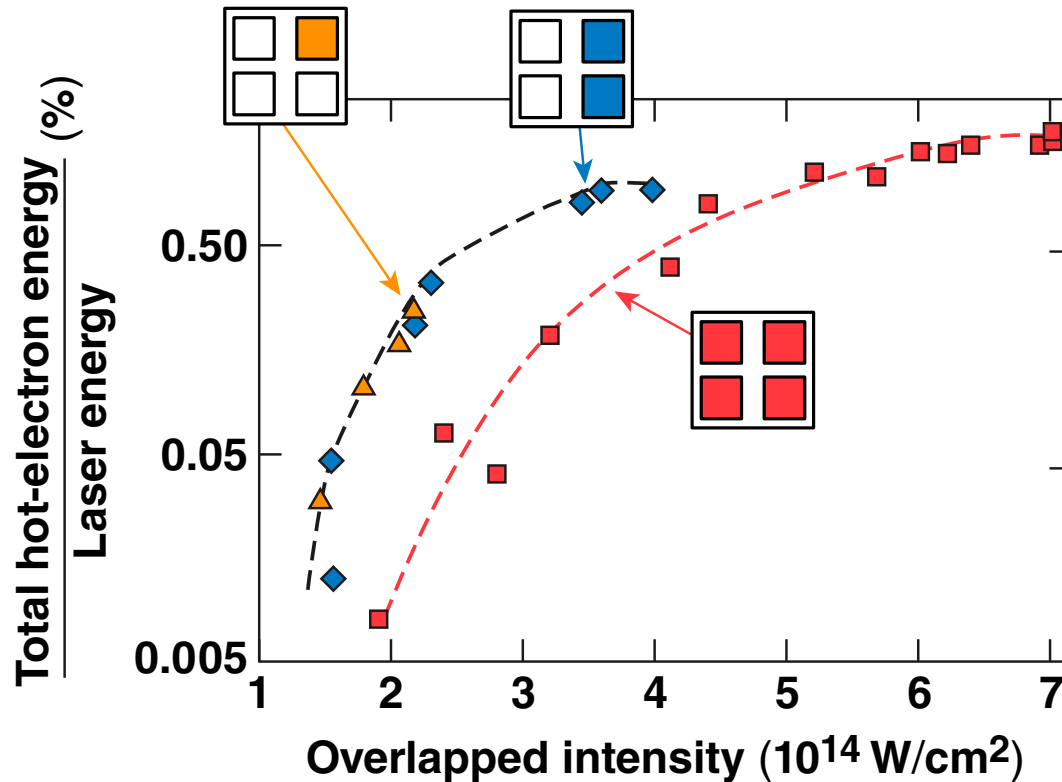 Total hot-electron energy (%)
Laser energy
0.50
0.05
0.005
1 2 3 4 5 6 7
Overlapped intensity (10¹⁴ W/cm²)